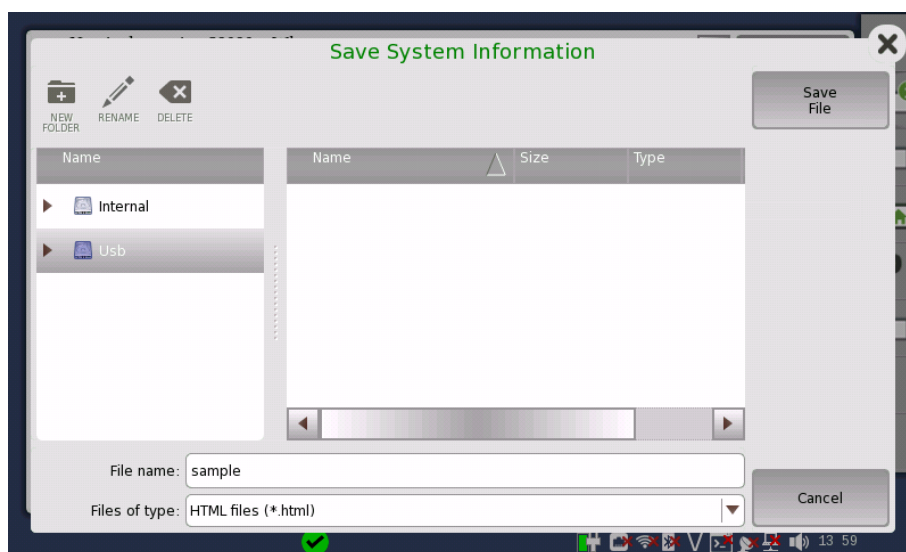 Save System Information
NEW FOLDER
RENAME
DELETE
Save
File
Name
Name
Size
Type
Internal
Usb
File name:
sample
Files of type:
HTML files (*.html)
Cancel
13 59